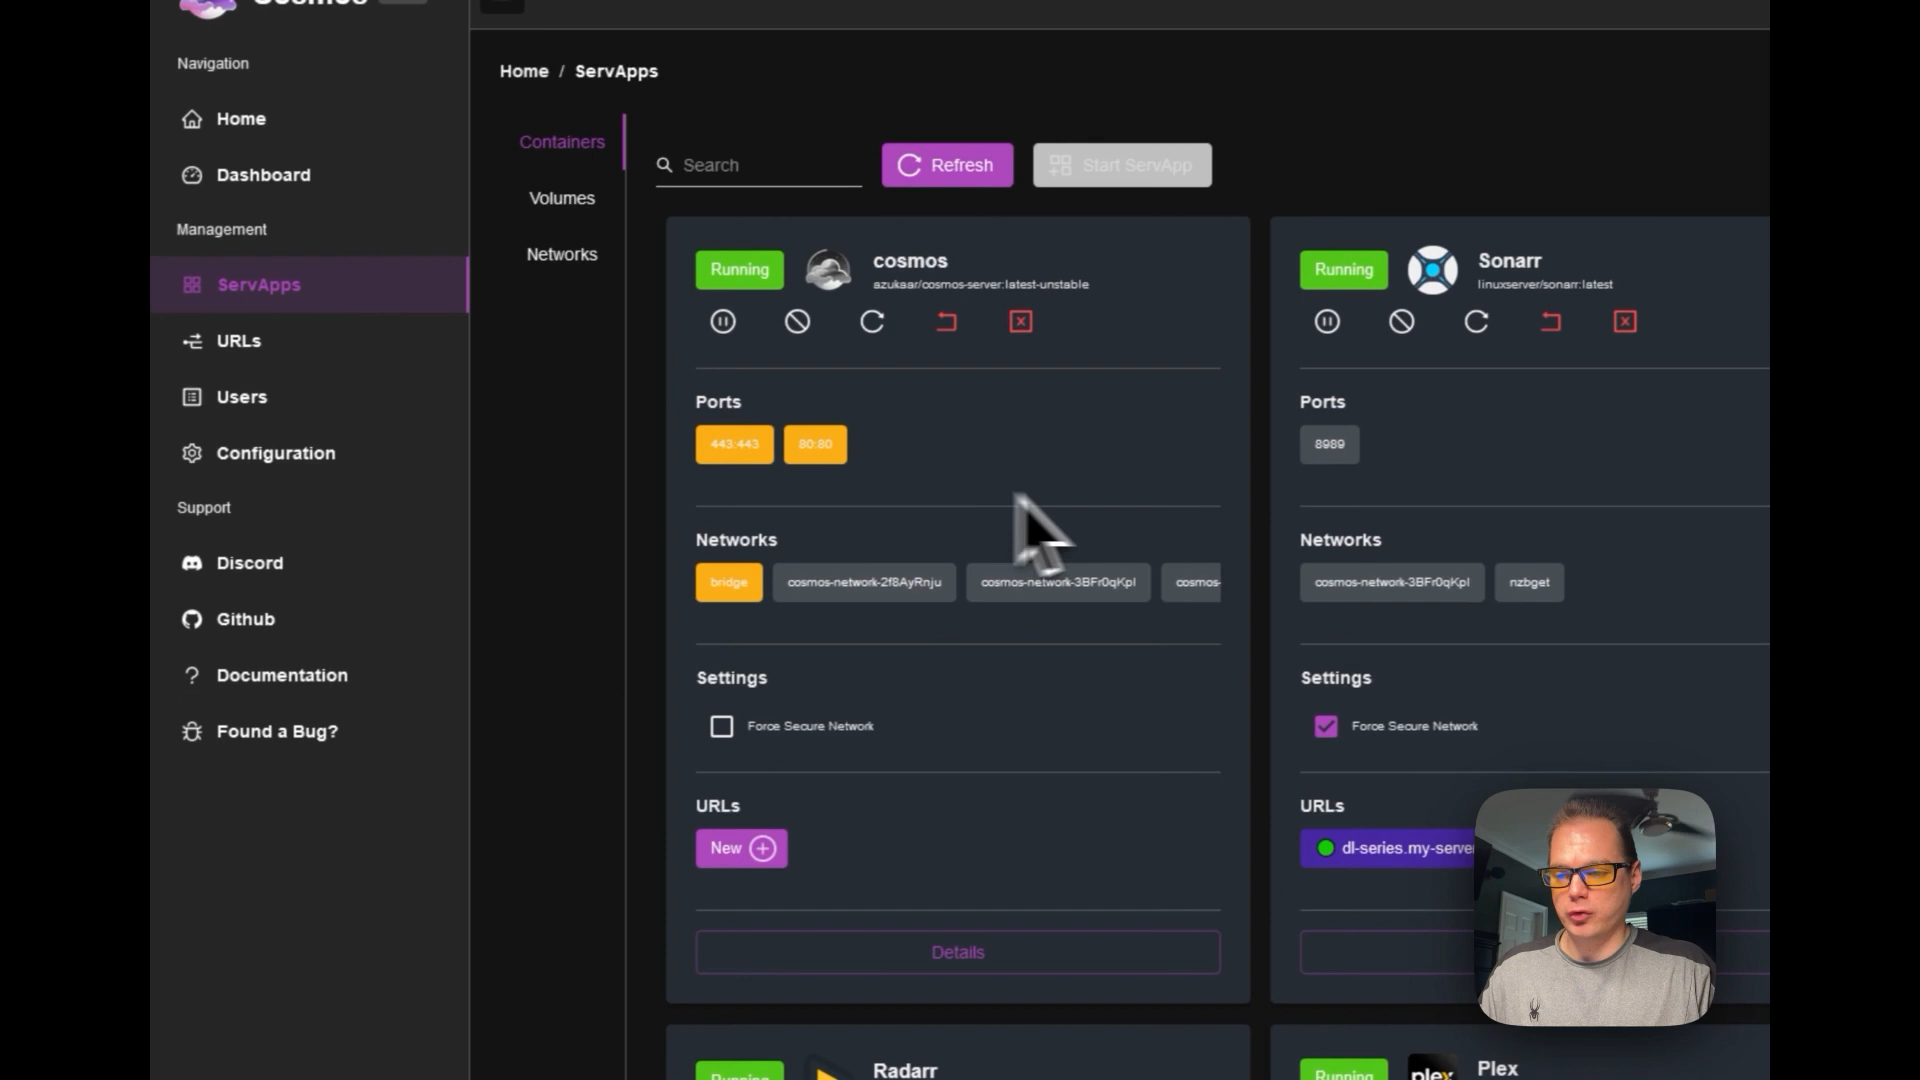 Cosmos
Navigation
Home
Dashboard
Management
ServApps
URLs
Users
Configuration
Support
Discord
Github
Documentation
Found a Bug?
Home / ServApps
Containers
Volumes
Networks
Search
Refresh
Start ServApp
Running
cosmos
azukaar/cosmos-server:latest-unstable
Ports
443:443 80:80
Networks
bridge cosmos-network-2f8AyRnju cosmos-network-3BFr0qKpl cosmos-
Settings
Force Secure Network
URLs
New
Details
Running
Sonarr
linuxserver/sonarr:latest
Ports
8989
Networks
cosmos-network-3BFr0qKpl nzbget
Settings
Force Secure Network
URLs
dl-series.my-server
Running
Radarr
Running
plex
Plex